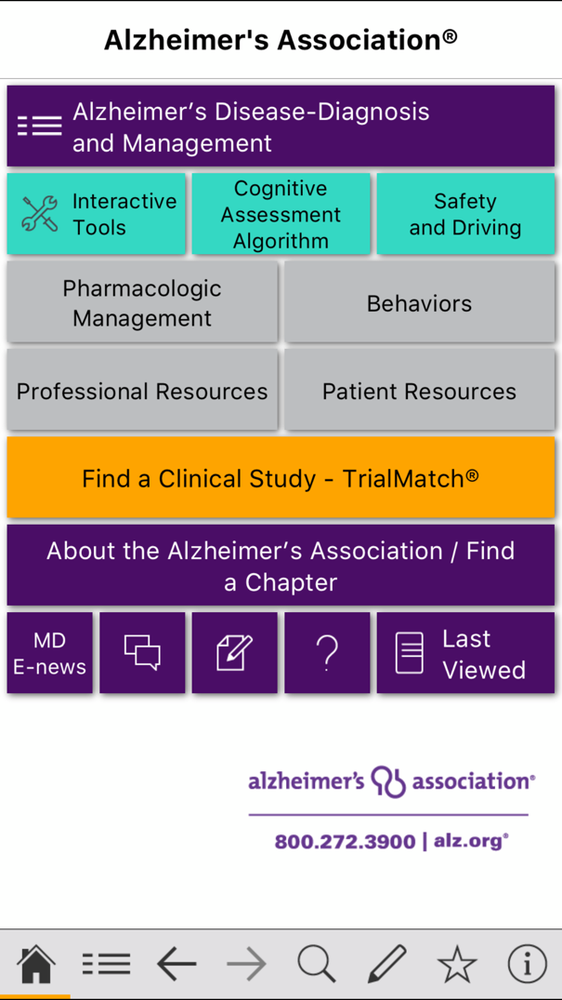 Alzheimer's Association®
Alzheimer’s Disease-Diagnosis
and Management
Interactive
Tools
Cognitive
Assessment
Algorithm
Safety
and Driving
Pharmacologic
Management
Behaviors
Professional Resources
Patient Resources
Find a Clinical Study - TrialMatch®
About the Alzheimer’s Association / Find
a Chapter
MD
E-news
?
Last
Viewed
alzheimer's association®
800.272.3900 | alz.org®